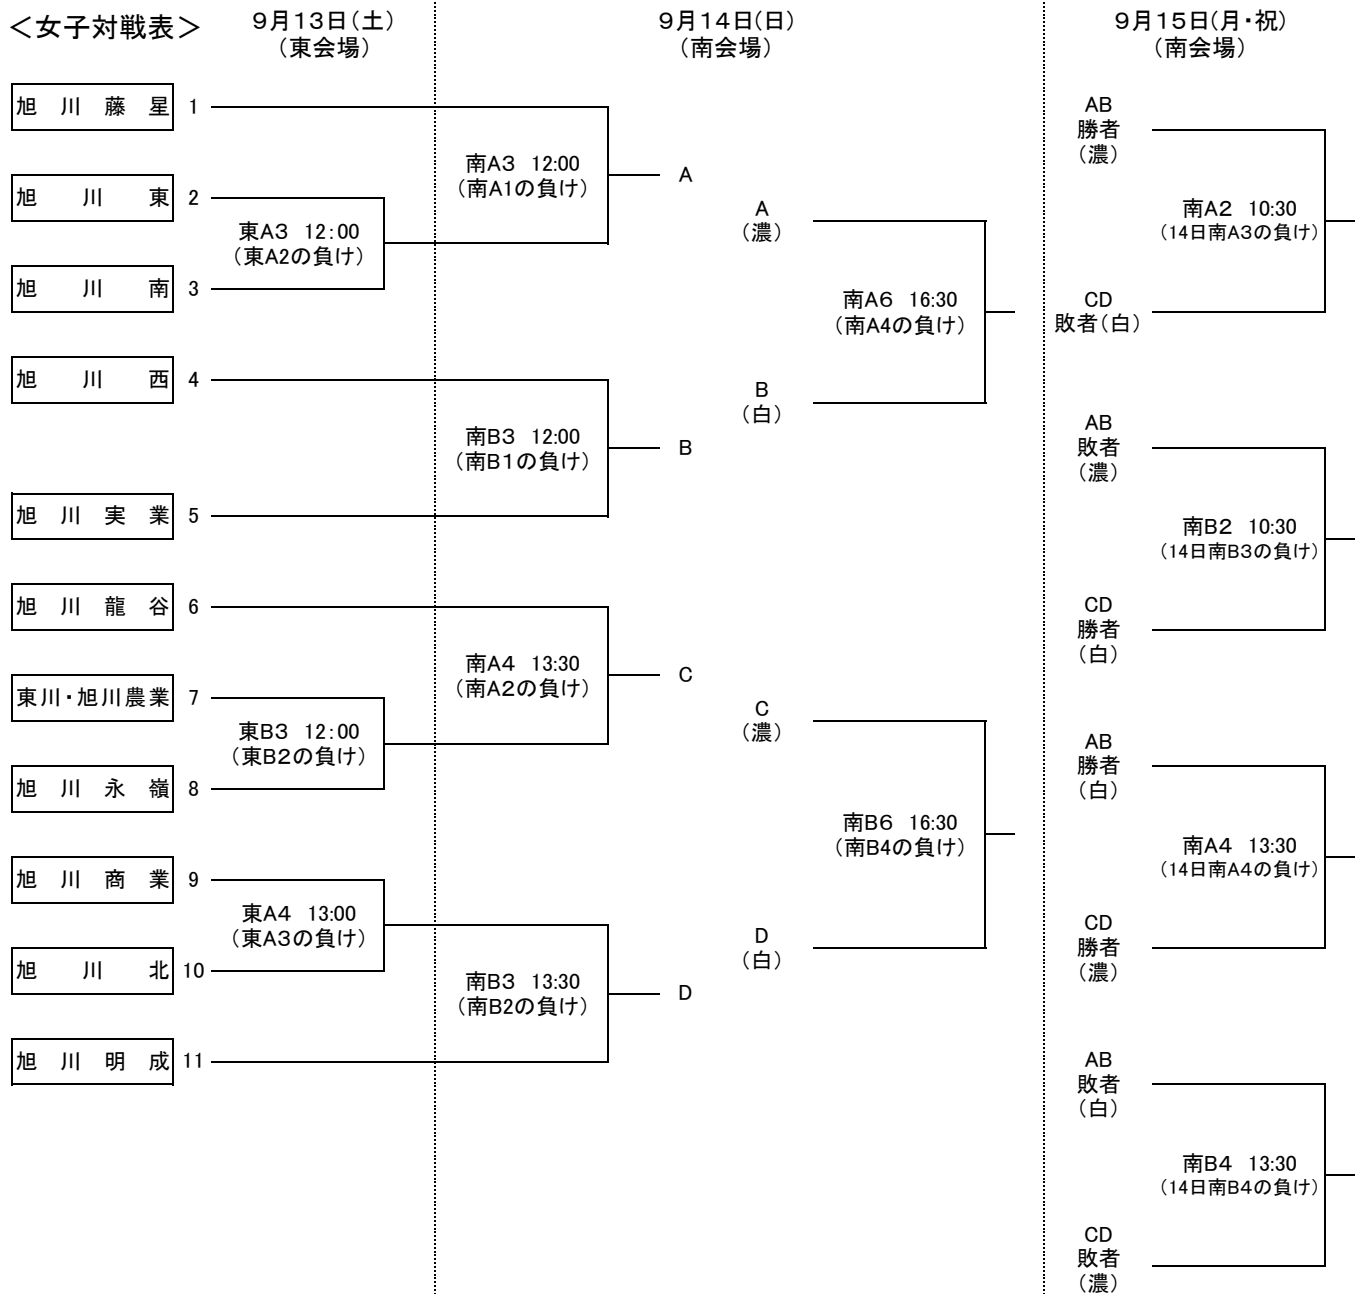 ＜女子対戦表＞
９月１３日（土）
（東会場）
９月１４日（日）
（南会場）
９月１５日（月・祝）
（南会場）
旭川藤星 1
旭川東 2
旭川南 3
旭川西 4
旭川実業 5
旭川龍谷 6
東川・旭川農業 7
旭川永嶺 8
旭川商業 9
旭川北 10
旭川明成 11
東A３ 12：00
（東A２の負け）
東B３ 12：00
（東B２の負け）
東A４ 13:00
（東A３の負け）
南A３ 12:00
（南A１の負け）
A
南B３ 12:00
（南B１の負け）
B
南A４ 13:30
（南A２の負け）
C
南B３ 13:30
（南B2の負け）
D
A
（濃）
南A６ 16:30
（南A４の負け）
B
（白）
C
（濃）
南B６ 16:30
（南B４の負け）
D
（白）
AB
勝者
（濃）
南A２ 10:30
（14日南A３の負け）
CD
敗者（白）
AB
敗者
（濃）
南B２ 10:30
（14日南B３の負け）
CD
勝者
（白）
AB
勝者
（白）
南A４ 13:30
（14日南A４の負け）
CD
勝者
（濃）
AB
敗者
（白）
南B４ 13:30
（14日南B４の負け）
CD
敗者
（濃）